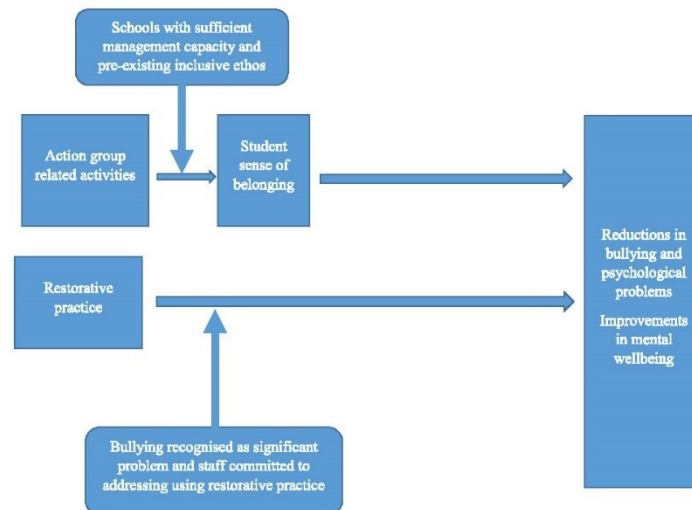 Schools with sufficient
management capacity and
pre-existing inclusive ethos
Action group
related activities
Student
sense of
belonging
Restorative
practice
Reductions in
bullying and
psychological
problems
Improvements
in mental
wellbeing
Bullying recognised as significant
problem and staff committed to
addressing using restorative practice